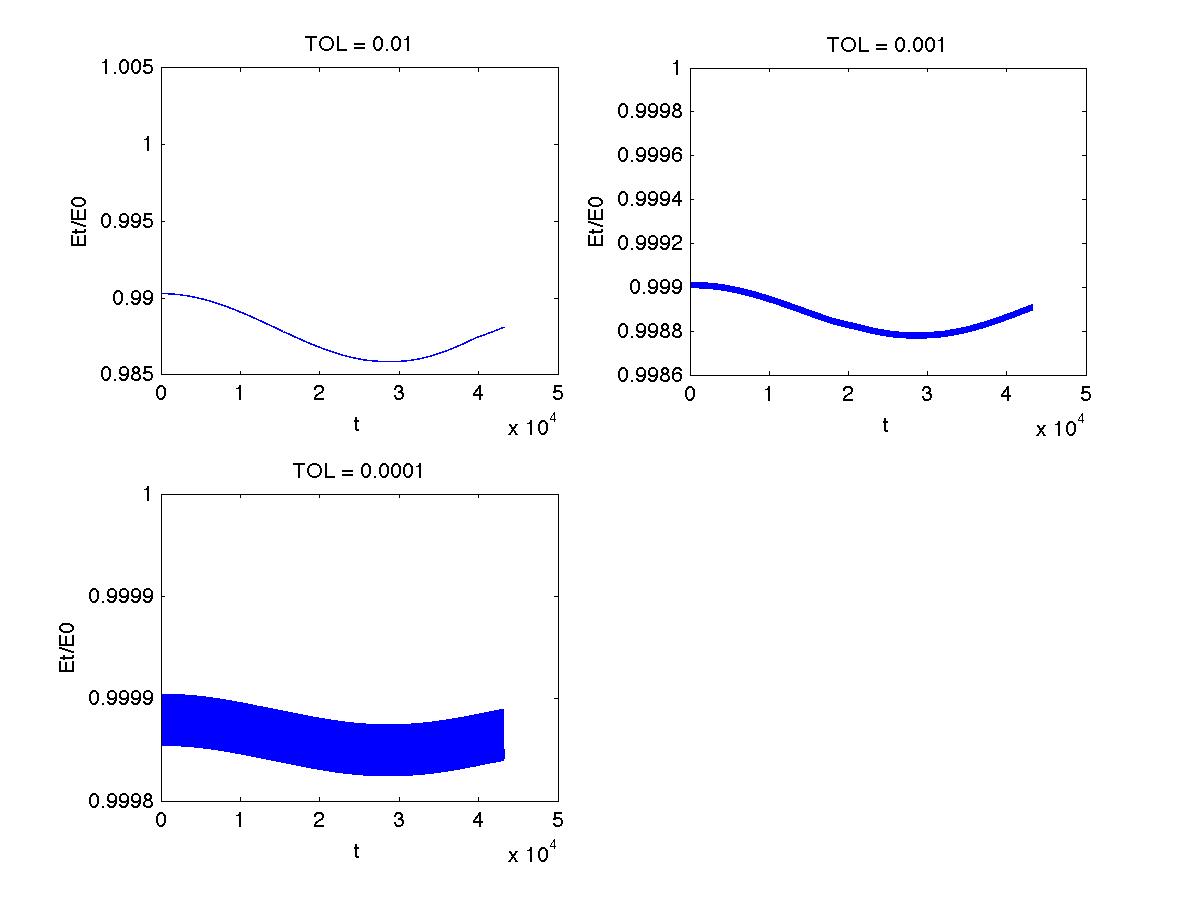 TOL = 0.01
1.005
1
0.995
0.99
0.985
Et/E0
0 1 2 3 4 5
t
x 10^4
TOL = 0.001
1
0.9998
0.9996
0.9994
0.9992
0.999
0.9988
0.9986
Et/E0
0 1 2 3 4 5
t
x 10^4
TOL = 0.0001
1
0.9999
0.9999
0.9998
Et/E0
0 1 2 3 4 5
t
x 10^4